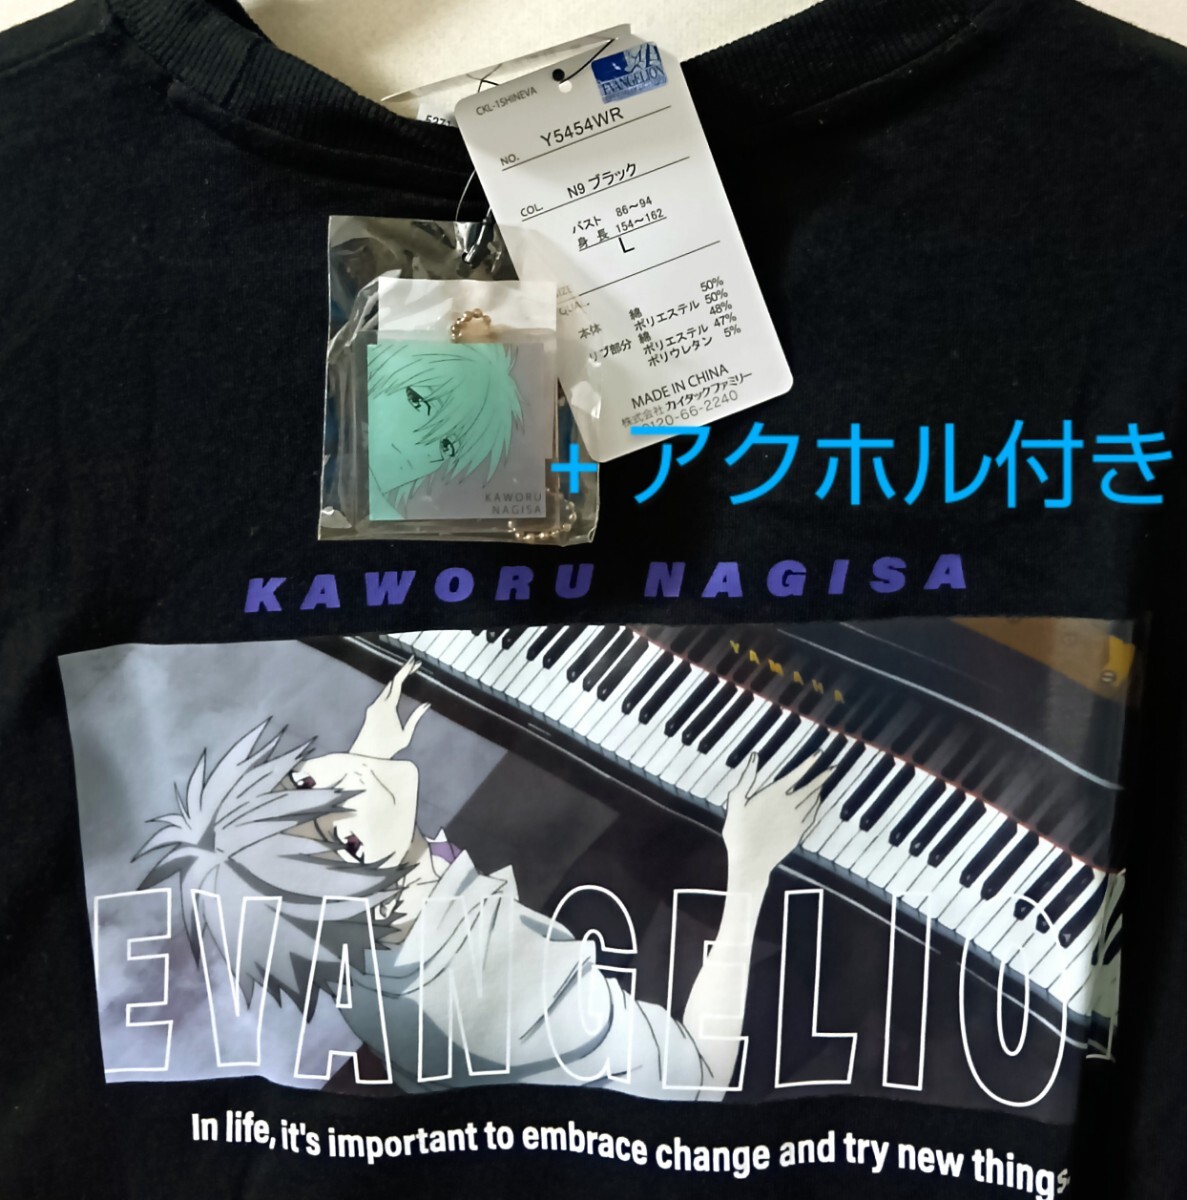 EVANGELION
CKL-1SHINEVA
NO. Y5454WR
COL. N9 ブラック
バスト 86～94
身長 154～162
L
本体 綿 50%
ポリエステル 50%
リブ部分 綿 48%
ポリエステル 47%
ポリウレタン 5%
MADE IN CHINA
株式会社 カイタックファミリー
0120-66-2240
KAWORU
NAGISA
+ アクホル付き
KAWORU NAGISA
YAMAHA
EVANGELION
In life, it's important to embrace change and try new things